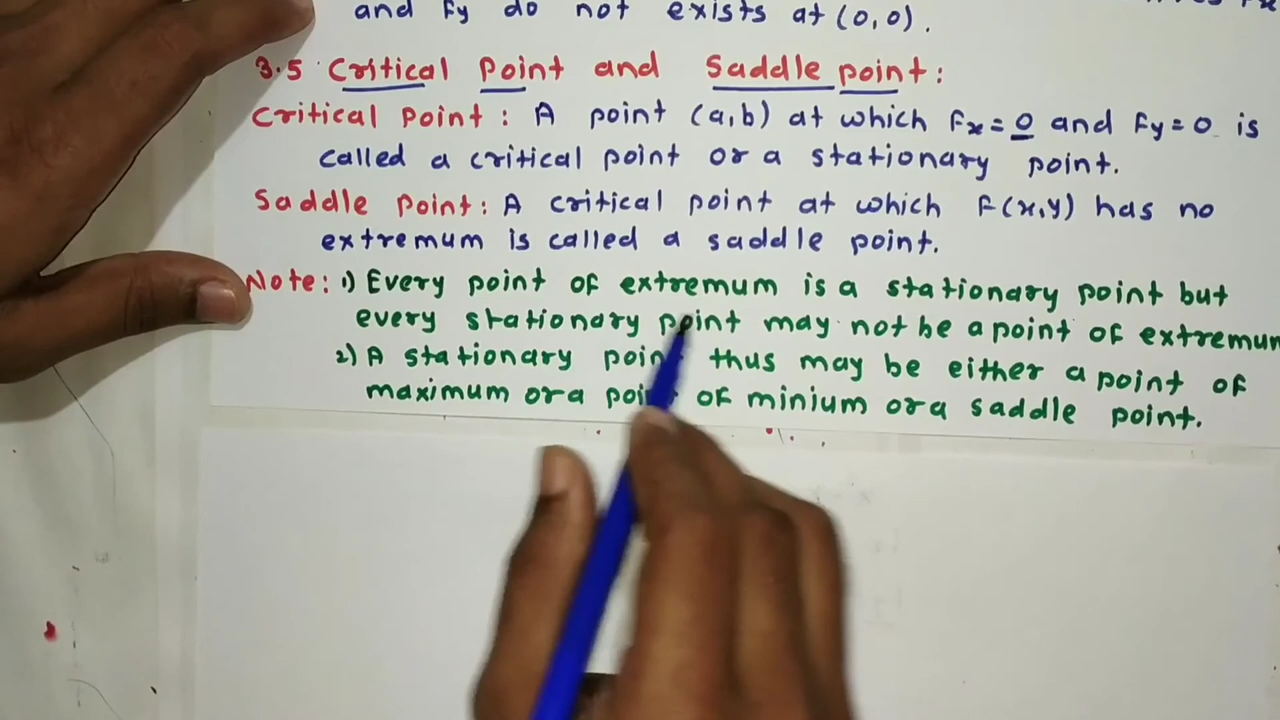 and Fy do not exists at (0,0).
3.5 Critical Point and Saddle point:
Critical Point: A point (a,b) at which Fx=0 and Fy=0 is
called a critical point or a stationary point.
Saddle Point: A critical point at which F(x,y) has no
extremum is called a saddle point.
Note: 1) Every point of extremum is a stationary point but
every stationary point may not be a point of extremum
2) A stationary point thus may be either a point of
maximum or a point of minium or a saddle point.